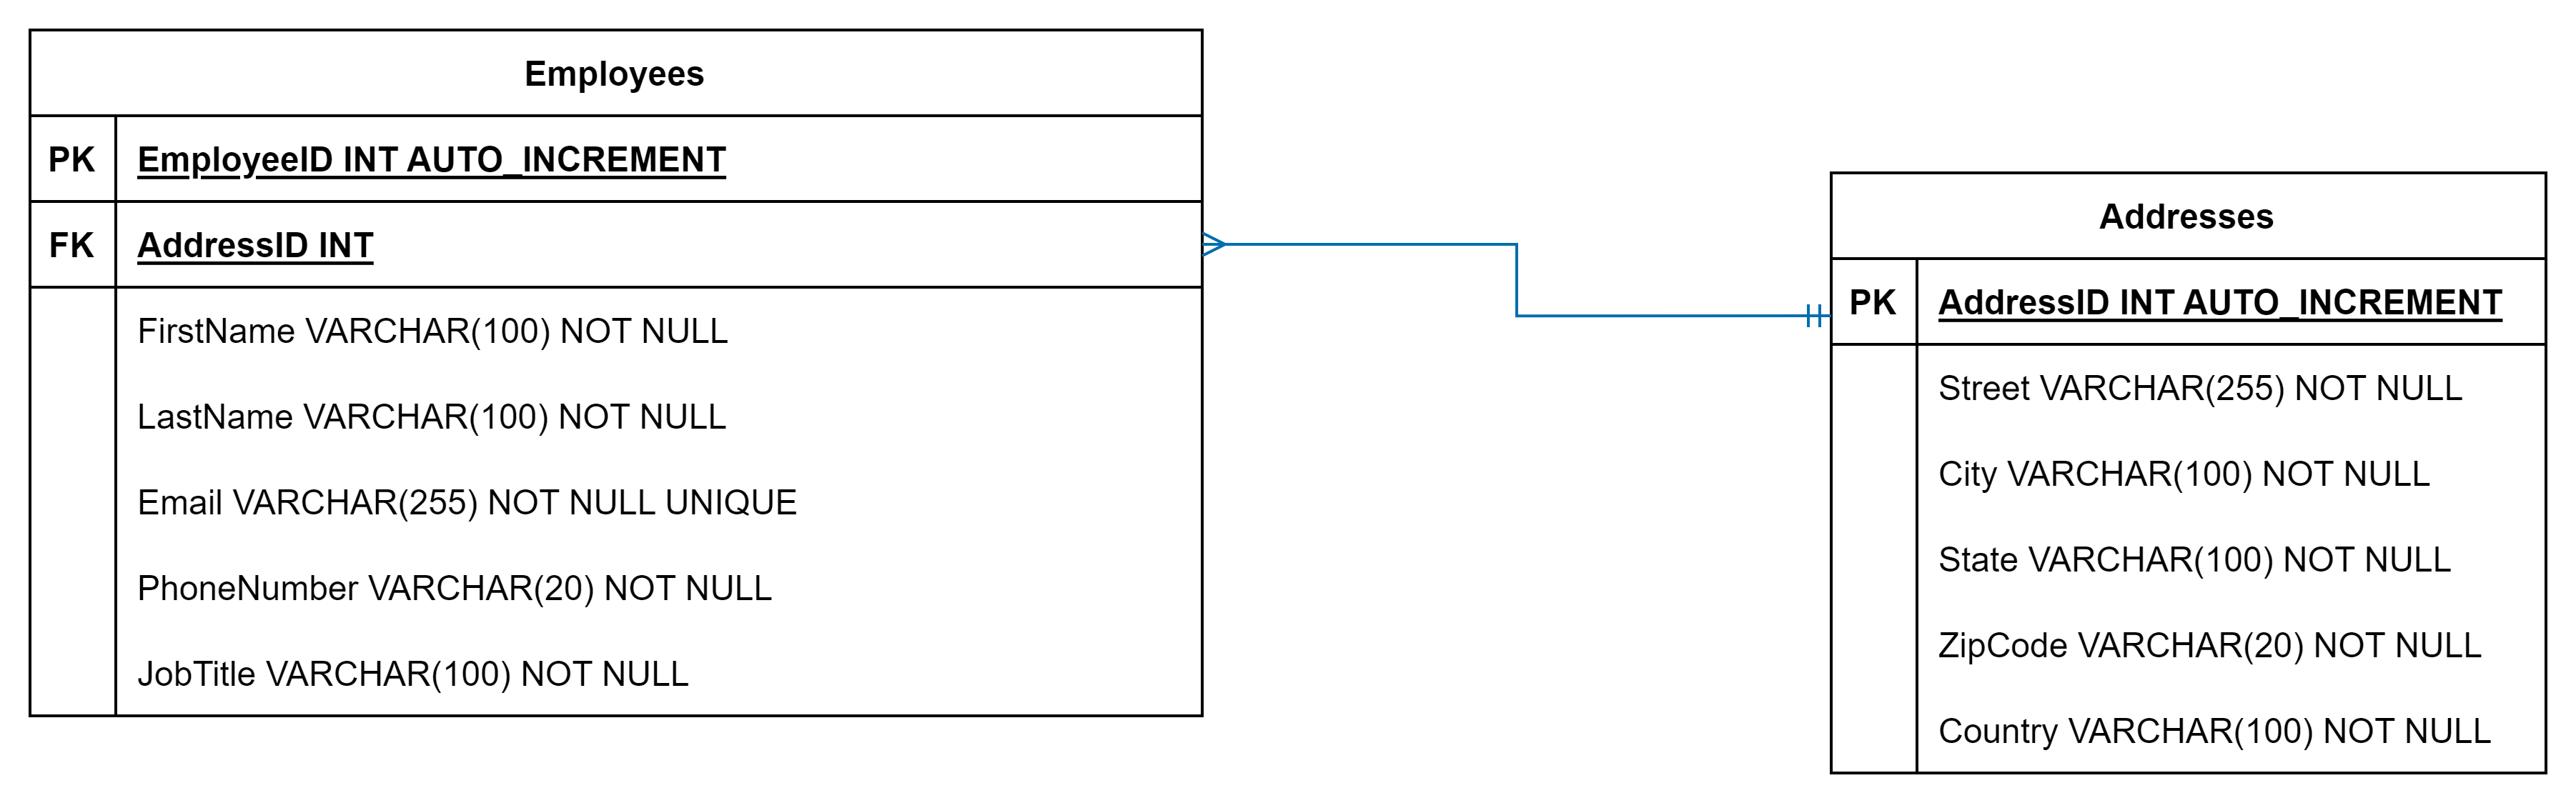 Employees
PK EmployeeID INT AUTO_INCREMENT
FK AddressID INT
FirstName VARCHAR(100) NOT NULL
LastName VARCHAR(100) NOT NULL
Email VARCHAR(255) NOT NULL UNIQUE
PhoneNumber VARCHAR(20) NOT NULL
JobTitle VARCHAR(100) NOT NULL
Addresses
PK AddressID INT AUTO_INCREMENT
Street VARCHAR(255) NOT NULL
City VARCHAR(100) NOT NULL
State VARCHAR(100) NOT NULL
ZipCode VARCHAR(20) NOT NULL
Country VARCHAR(100) NOT NULL